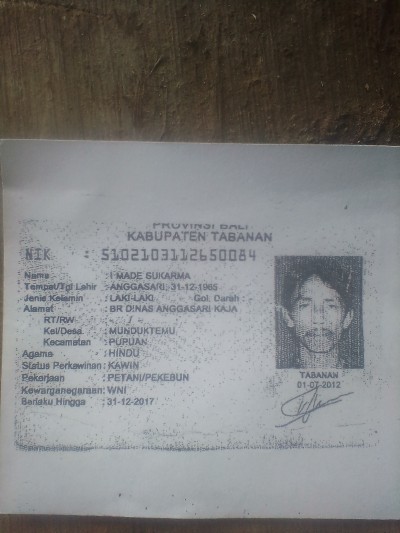 PROVINSI BALI
KABUPATEN TABANAN
NIK : 5102103112650084
Nama : I MADE SUKARMA
Tempat/Tgl Lahir : ANGGASARI, 31-12-1965
Jenis Kelamin : LAKI-LAKI Gol. Darah :
Alamat : BR DINAS ANGGASARI KAJA
RT/RW : - / -
Kel/Desa : MUNDUKTEMU
Kecamatan : PUPUAN
Agama : HINDU
Status Perkawinan: KAWIN
Pekerjaan : PETANI/PEKEBUN
Kewarganegaraan: WNI
Berlaku Hingga : 31-12-2017
TABANAN
01-07-2012